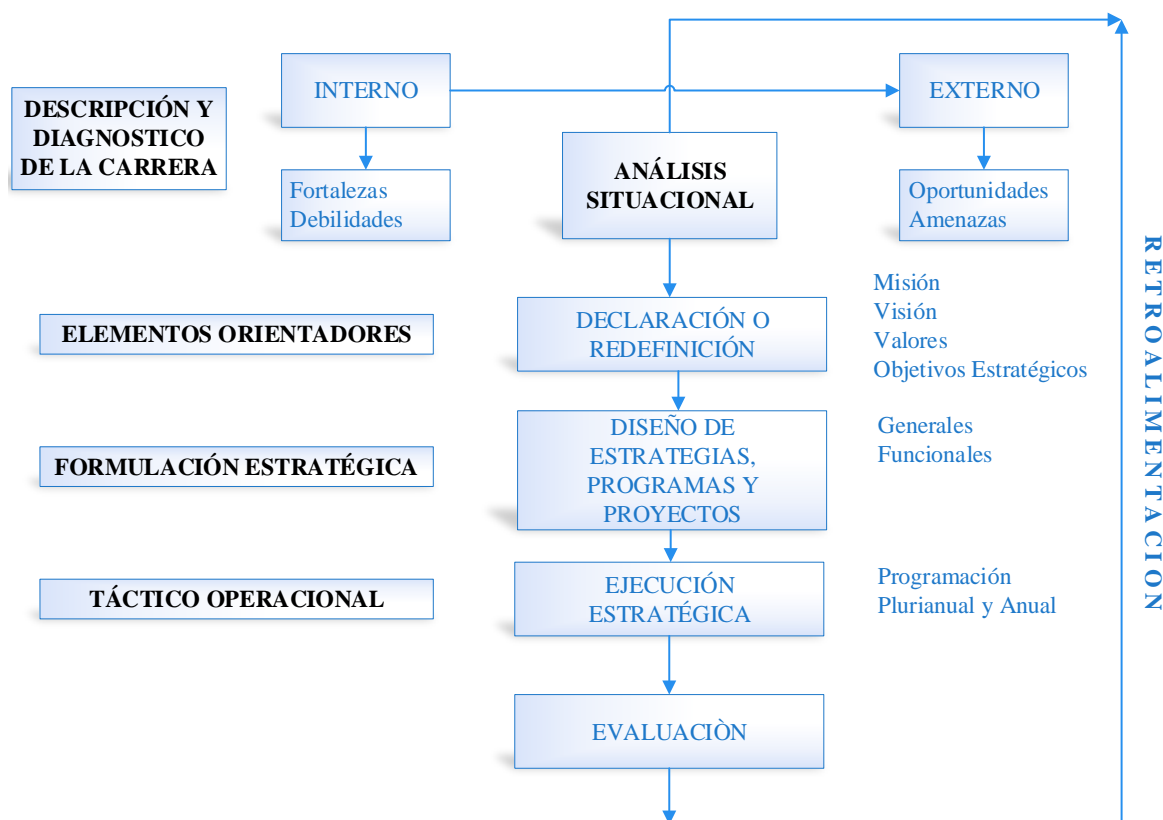 INTERNO
EXTERNO
DESCRIPCIÓN Y
DIAGNOSTICO
DE LA CARRERA
ANÁLISIS
SITUACIONAL
Fortalezas
Debilidades
Oportunidades
Amenazas
ELEMENTOS ORIENTADORES
DECLARACIÓN O
REDEFINICIÓN
Misión
Visión
Valores
Objetivos Estratégicos
FORMULACIÓN ESTRATÉGICA
DISEÑO DE
ESTRATEGIAS,
PROGRAMAS Y
PROYECTOS
Generales
Funcionales
TÁCTICO OPERACIONAL
EJECUCIÓN
ESTRATÉGICA
Programación
Plurianual y Anual
EVALUACIÒN
RETROALIMENTACION